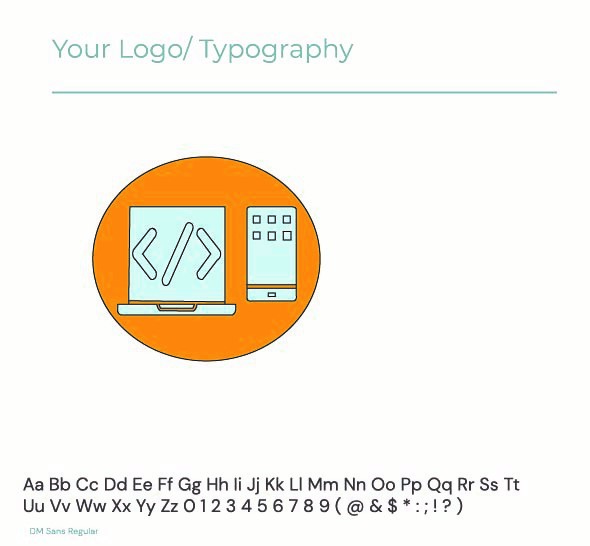 Your Logo/ Typography
</>
Aa Bb Cc Dd Ee Ff Gg Hh Ii Jj Kk Ll Mm Nn Oo Pp Qq Rr Ss Tt
Uu Vv Ww Xx Yy Zz 0 1 2 3 4 5 6 7 8 9 ( @ & $ * : ; ! ? )
DM Sans Regular